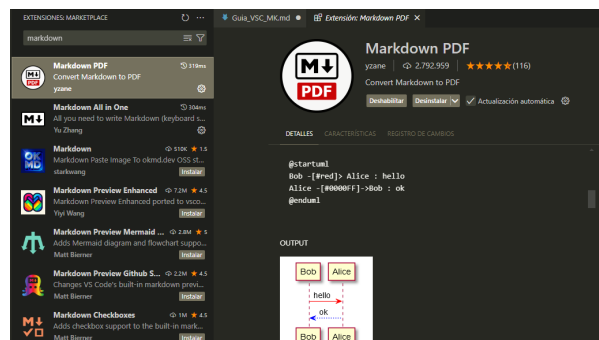 EXTENSIONES: MARKETPLACE
markdown
Markdown PDF 319ms
Convert Markdown to PDF
yzane
Markdown All in One 304ms
All you need to write Markdown (keyboard s...
Yu Zhang
Markdown 510K 1.5
Markdown Paste Image To okmd.dev OSS st...
starkwang Instalar
Markdown Preview Enhanced 7.2M 4.5
Markdown Preview Enhanced ported to vsco...
Yiyi Wang Instalar
Markdown Preview Mermaid ... 2.8M 5
Adds Mermaid diagram and flowchart suppo...
Matt Bierner Instalar
Markdown Preview Github S... 2.2M 4.5
Changes VS Code's built-in markdown previ...
Matt Bierner Instalar
Markdown Checkboxes 1M 4.5
Adds checkbox support to the built-in mark...
Matt Bierner Instalar
M↓
OK
MD
M↓
Guia_VSC_MK.md
Extensión: Markdown PDF
M↓
PDF
Markdown PDF
yzane 2.792.959 (116)
Convert Markdown to PDF
Deshabilitar Desinstalar Actualización automática
DETALLES CARACTERÍSTICAS REGISTRO DE CAMBIOS
@startuml
Bob -[#red]> Alice : hello
Alice -[#0000FF]->Bob : ok
@enduml
OUTPUT
Bob Alice
hello
ok
Bob Alice